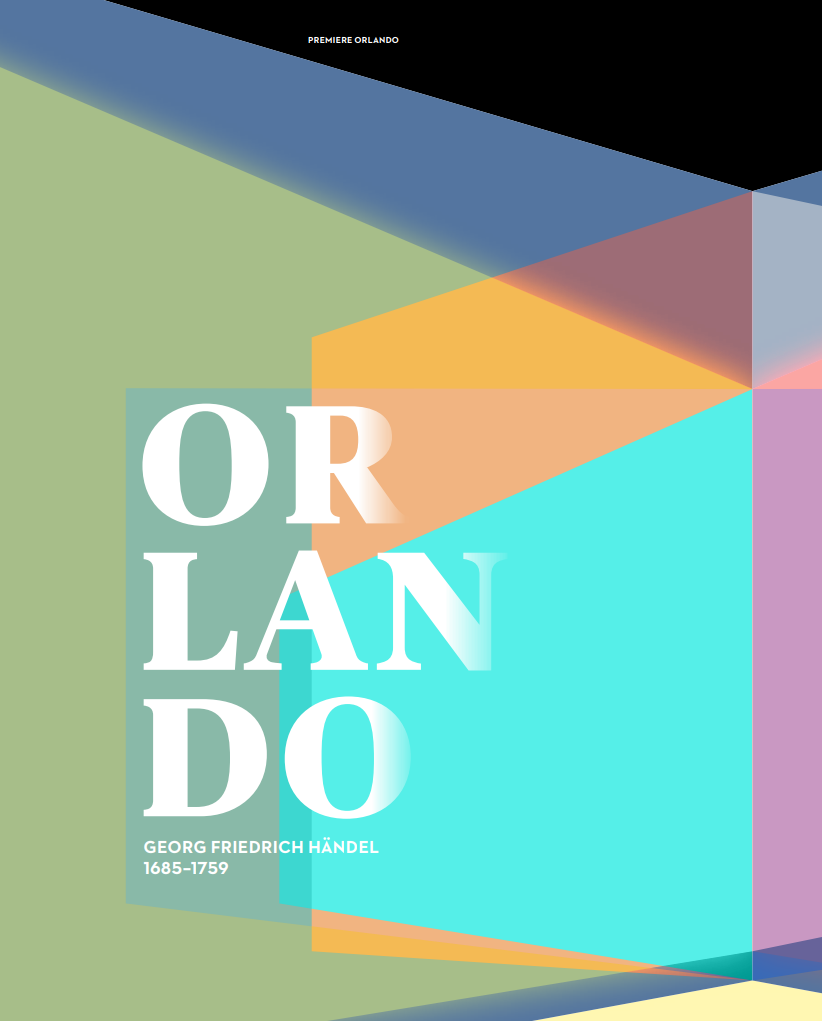 PREMIERE ORLANDO
OR
LAN
DO
GEORG FRIEDRICH HÄNDEL
1685–1759